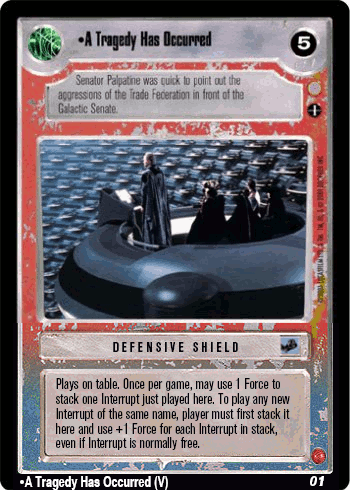 •A Tragedy Has Occurred
5
Senator Palpatine was quick to point out the
aggressions of the Trade Feceration in front of the
Galactic Senate.
DEFENSIVE SHIELD
Plays on table. Once per game, may use 1 Force to
stack one Interrupt just played here. To play any new
Interrupt of the same name, player must first stack it
here and use +1 Force for each Interrupt in stack,
even if Interrupt is normally free.
•A Tragedy Has Occurred (V)
01